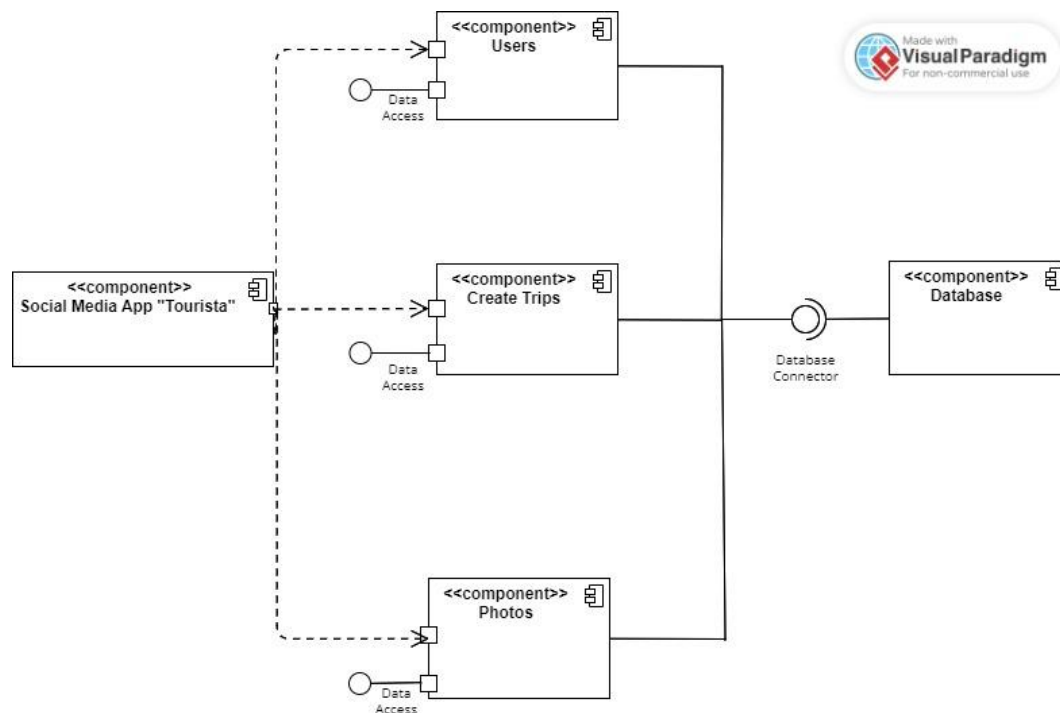 <<component>>
Users
Data
Access
Made with
Visual Paradigm
For non-commercial use
<<component>>
Social Media App "Tourista"
<<component>>
Create Trips
Data
Access
Database
Connector
<<component>>
Database
<<component>>
Photos
Data
Access